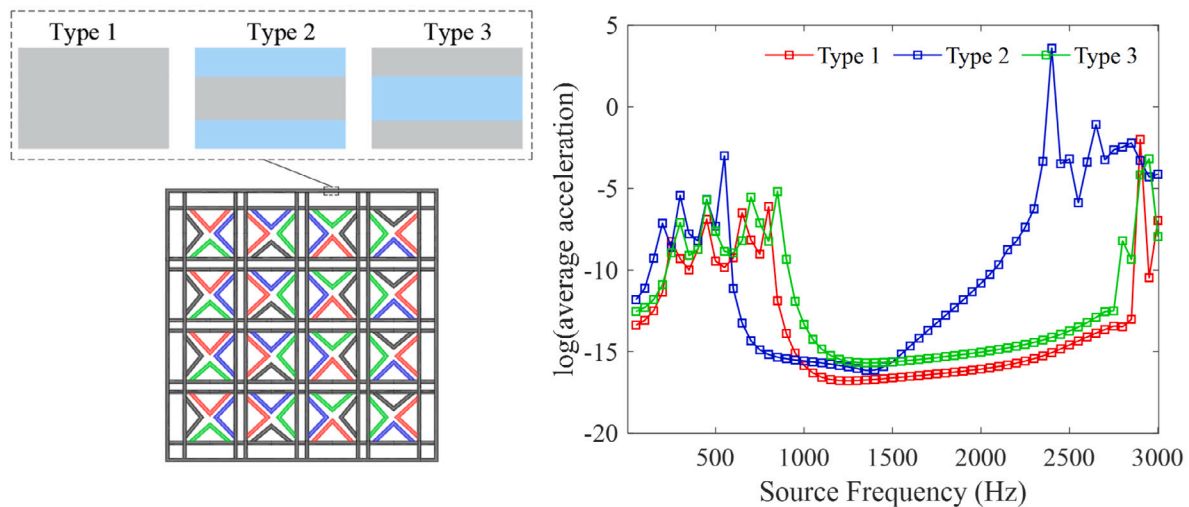 Type 1
Type 2
Type 3
5
0
-5
-10
-15
-20
log(average acceleration)
Type 1
Type 2
Type 3
500
1000
1500
2000
2500
3000
Source Frequency (Hz)